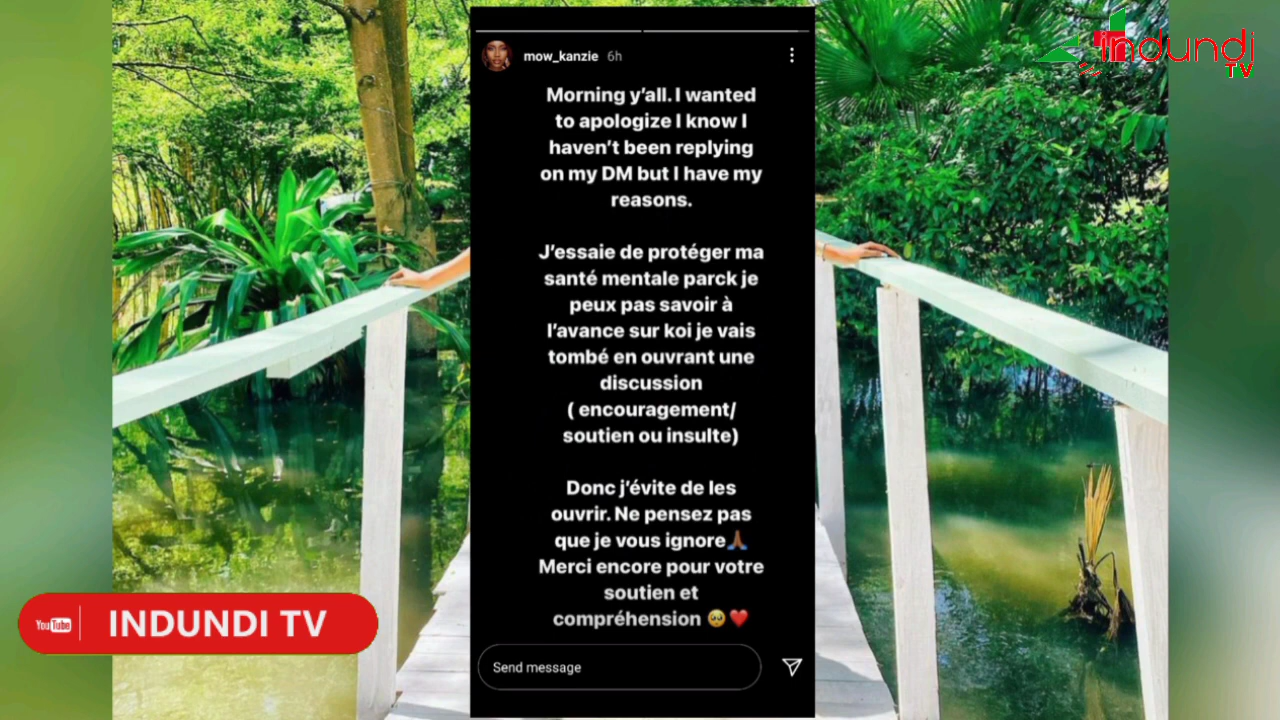 indundi
TV
mow_kanzie 6h
Morning y'all. I wanted
to apologize I know I
haven't been replying
on my DM but I have my
reasons.
J'essaie de protéger ma
santé mentale parck je
peux pas savoir à
l'avance sur koi je vais
tombé en ouvrant une
discussion
( encouragement/
soutien ou insulte)
Donc j'évite de les
ouvrir. Ne pensez pas
que je vous ignore🙏🏾
Merci encore pour votre
soutien et
compréhension 🥺❤️
Send message
YouTube INDUNDI TV